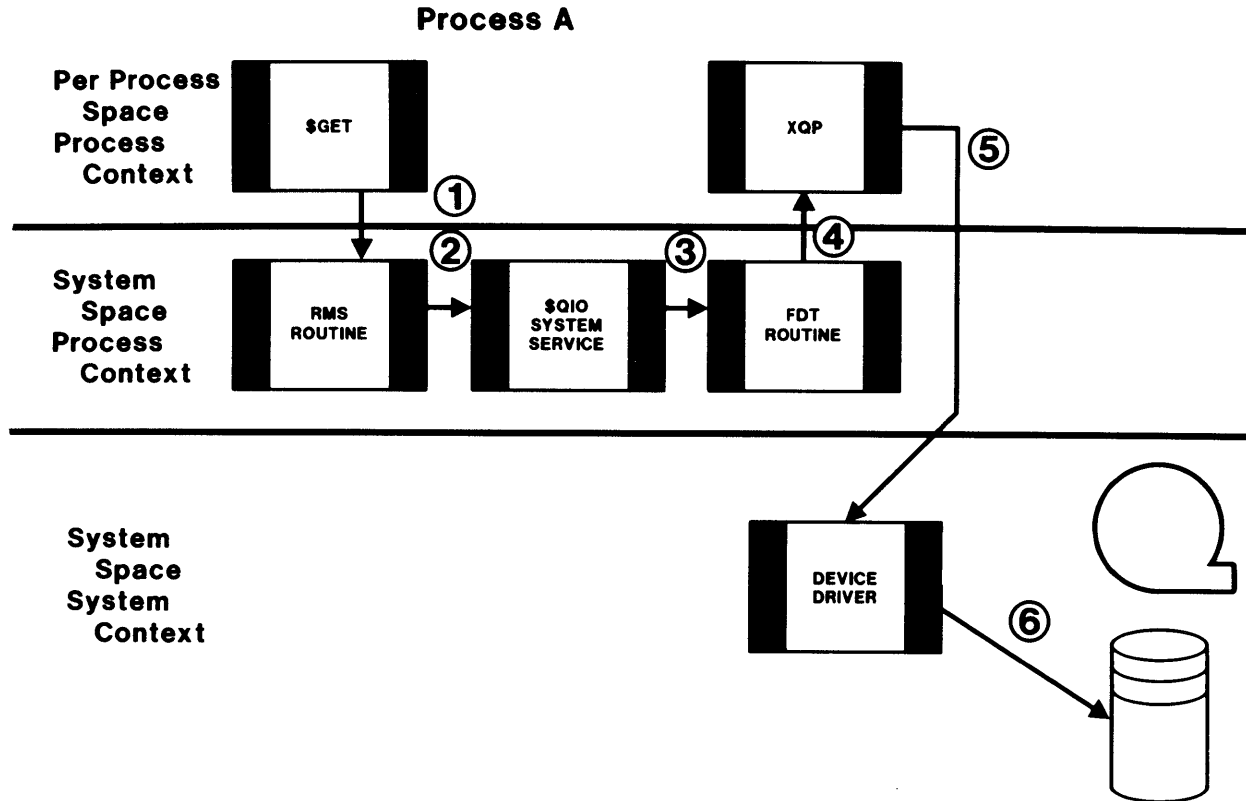 Process A
Per Process
Space
Process
Context
$GET
XQP
⑤
①
②
③
④
System
Space
Process
Context
RMS
ROUTINE
$QIO
SYSTEM
SERVICE
FDT
ROUTINE
System
Space
System
Context
DEVICE
DRIVER
⑥